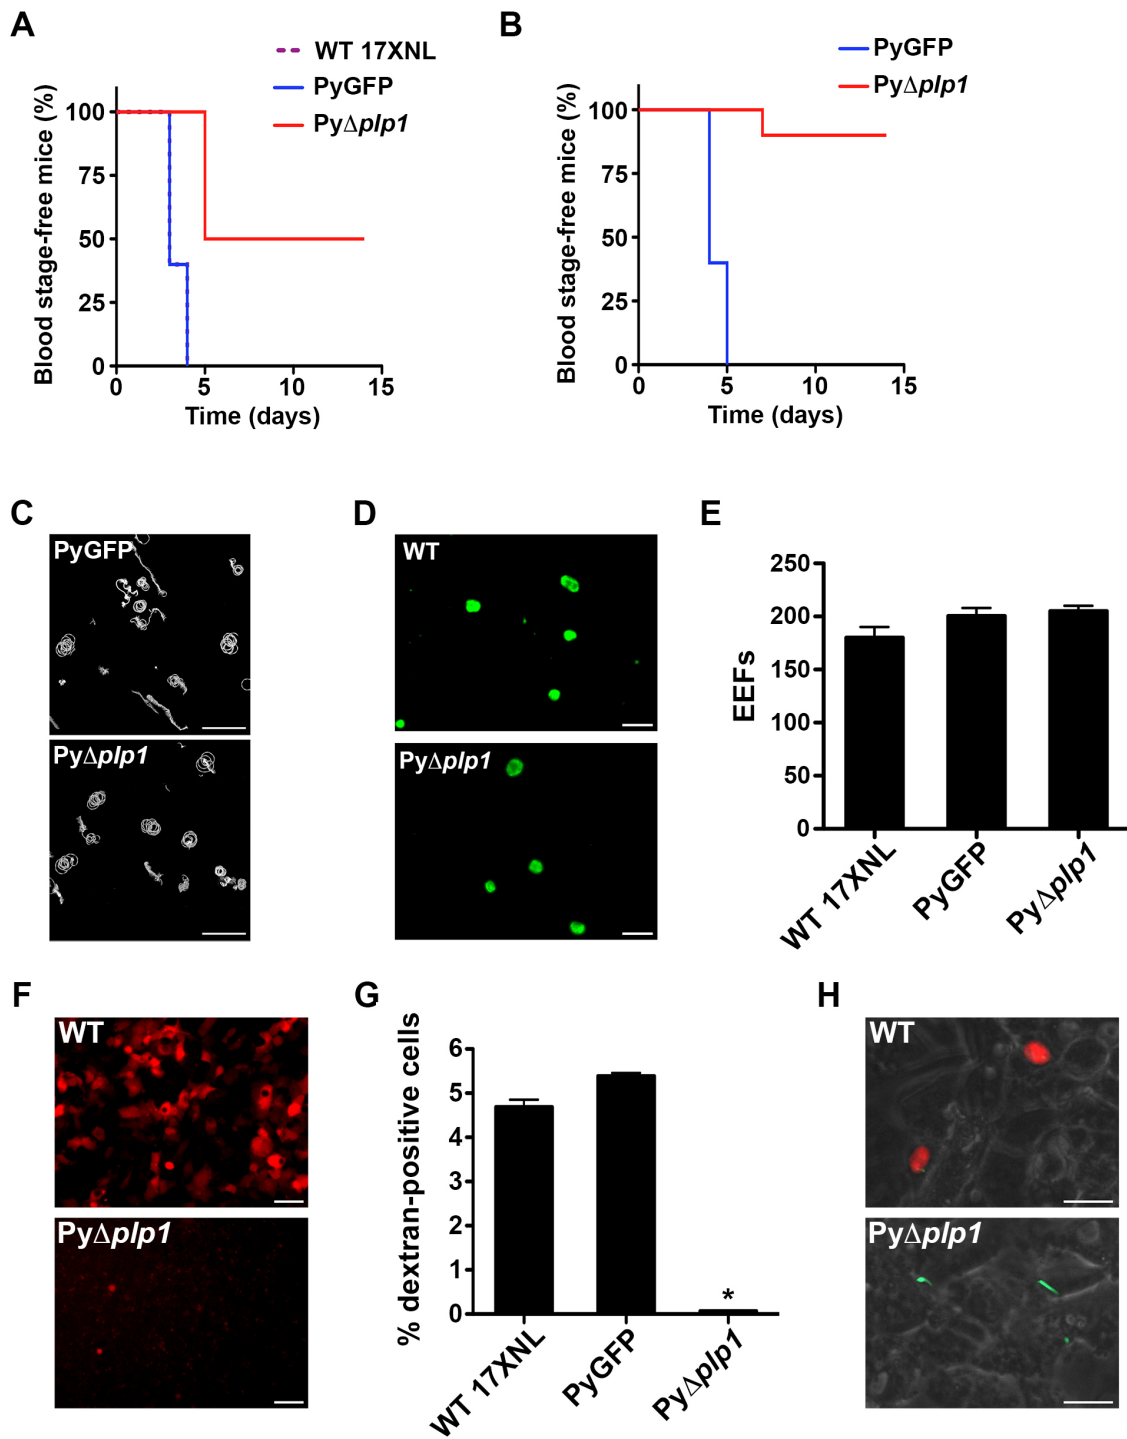 A
WT 17XNL
PyGFP
PyΔplp1
Blood stage-free mice (%)
100
75
50
25
0
0 5 10 15
Time (days)
B
PyGFP
PyΔplp1
Blood stage-free mice (%)
100
75
50
25
0
0 5 10 15
Time (days)
C
PyGFP
PyΔplp1
D
WT
PyΔplp1
E
EEFs
250
200
150
100
50
0
WT 17XNL
PyGFP
PyΔplp1
F
WT
PyΔplp1
G
% dextran-positive cells
6
5
4
3
2
1
0
*
WT 17XNL
PyGFP
PyΔplp1
H
WT
PyΔplp1